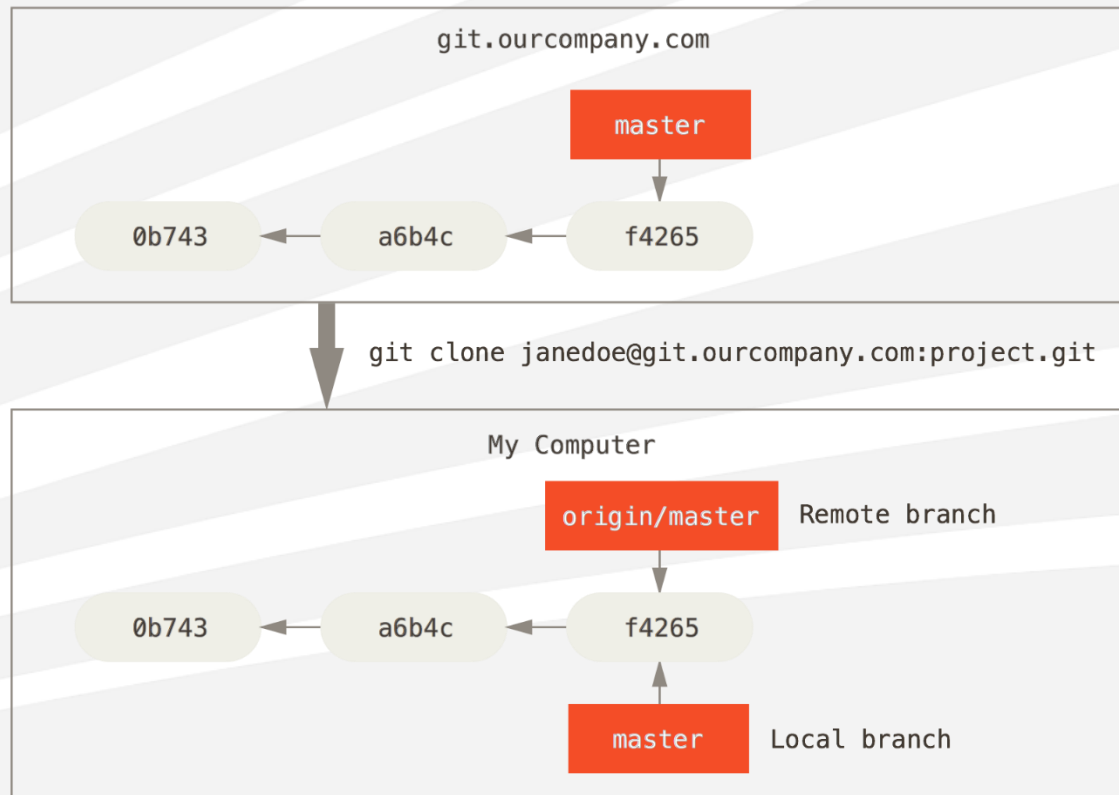 git.ourcompany.com
master
0b743 a6b4c f4265
git clone janedoe@git.ourcompany.com:project.git
My Computer
origin/master Remote branch
0b743 a6b4c f4265
master Local branch